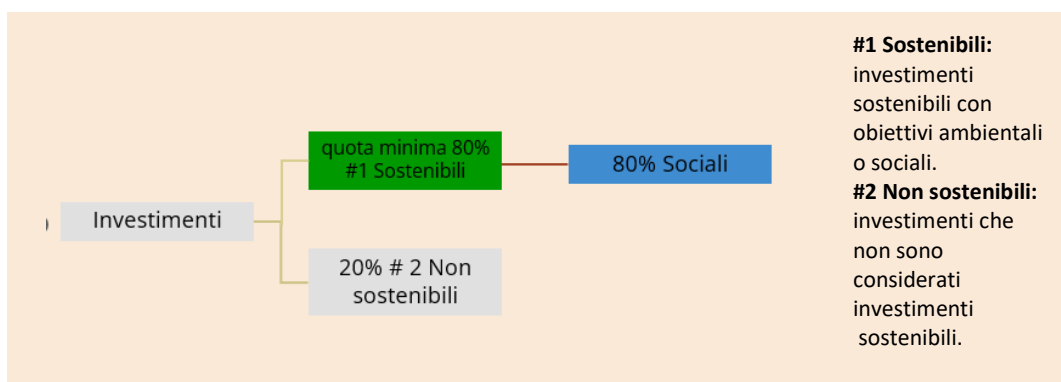 quota minima 80%
#1 Sostenibili
80% Sociali
)
Investimenti
20% # 2 Non
sostenibili
#1 Sostenibili:
investimenti
sostenibili con
obiettivi ambientali
o sociali.
#2 Non sostenibili:
investimenti che
non sono
considerati
investimenti
sostenibili.